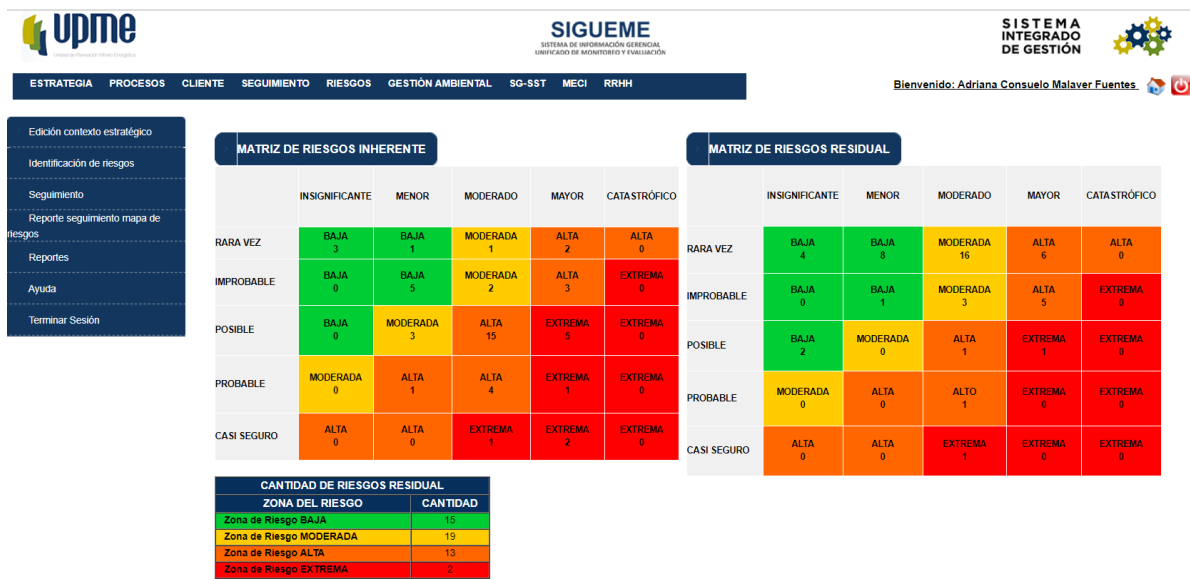 upme
Unidad de Planeación Minero Energética
SIGUEME
SISTEMA DE INFORMACIÓN GERENCIAL
UNIFICADO DE MONITOREO Y EVALUACIÓN
SISTEMA
INTEGRADO
DE GESTIÓN
ESTRATEGIA PROCESOS CLIENTE SEGUIMIENTO RIESGOS GESTIÓN AMBIENTAL SG-SST MECI RRHH
Bienvenido: Adriana Consuelo Malaver Fuentes
Edición contexto estratégico
Identificación de riesgos
Seguimiento
Reporte seguimiento mapa de
riesgos
Reportes
Ayuda
Terminar Sesión
MATRIZ DE RIESGOS INHERENTE
INSIGNIFICANTE MENOR MODERADO MAYOR CATASTRÓFICO
RARA VEZ BAJA 3 BAJA 1 MODERADA 1 ALTA 2 ALTA 0
IMPROBABLE BAJA 0 BAJA 5 MODERADA 2 ALTA 3 EXTREMA 0
POSIBLE BAJA 0 MODERADA 3 ALTA 15 EXTREMA 5 EXTREMA 0
PROBABLE MODERADA 0 ALTA 1 ALTA 4 EXTREMA 1 EXTREMA 0
CASI SEGURO ALTA 0 ALTA 0 EXTREMA 1 EXTREMA 2 EXTREMA 0
MATRIZ DE RIESGOS RESIDUAL
INSIGNIFICANTE MENOR MODERADO MAYOR CATASTRÓFICO
RARA VEZ BAJA 4 BAJA 8 MODERADA 16 ALTA 6 ALTA 0
IMPROBABLE BAJA 0 BAJA 1 MODERADA 3 ALTA 5 EXTREMA 0
POSIBLE BAJA 2 MODERADA 0 ALTA 1 EXTREMA 1 EXTREMA 0
PROBABLE MODERADA 0 ALTA 0 ALTO 1 EXTREMA 0 EXTREMA 0
CASI SEGURO ALTA 0 ALTA 0 EXTREMA 1 EXTREMA 0 EXTREMA 0
CANTIDAD DE RIESGOS RESIDUAL
ZONA DEL RIESGO CANTIDAD
Zona de Riesgo BAJA 15
Zona de Riesgo MODERADA 19
Zona de Riesgo ALTA 13
Zona de Riesgo EXTREMA 2